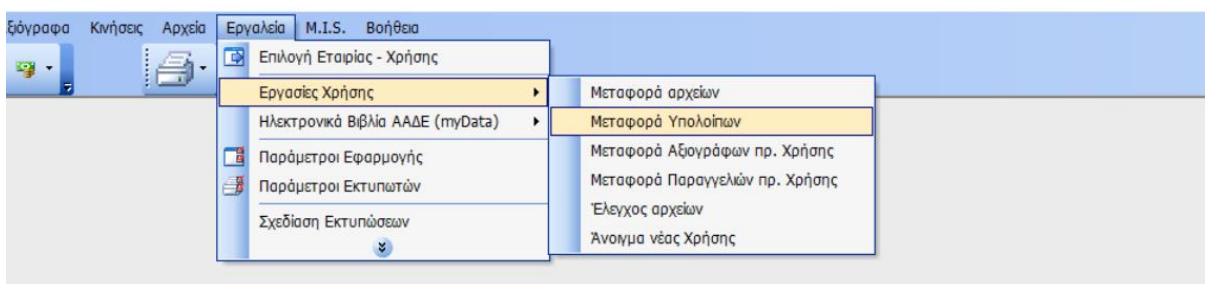 ξιόγραφα Κινήσεις Αρχεία Εργαλεία M.I.S. Βοήθεια
Επιλογή Εταιρίας - Χρήσης
Εργασίες Χρήσης
Ηλεκτρονικά Βιβλία ΑΑΔΕ (myData)
Παράμετροι Εφαρμογής
Παράμετροι Εκτυπωτών
Σχεδίαση Εκτυπώσεων
Μεταφορά αρχείων
Μεταφορά Υπολοίπων
Μεταφορά Αξιογράφων πρ. Χρήσης
Μεταφορά Παραγγελιών πρ. Χρήσης
Έλεγχος αρχείων
Άνοιγμα νέας Χρήσης